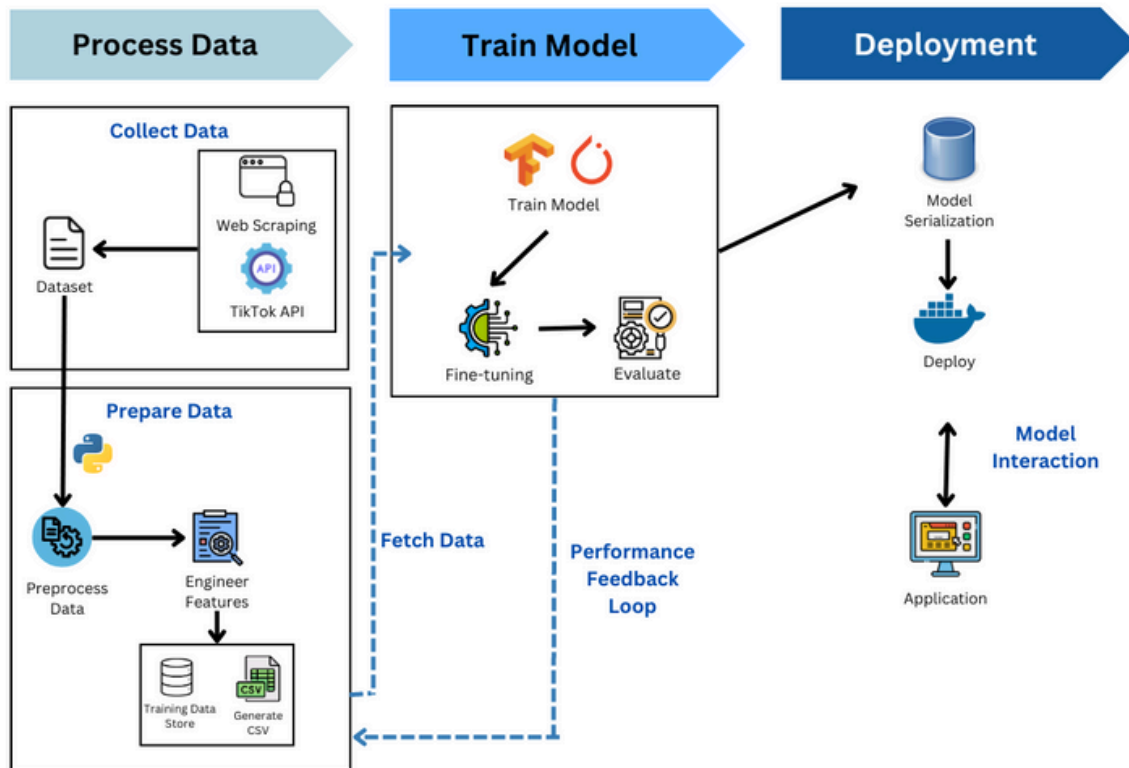 Process Data
Train Model
Deployment
Collect Data
Web Scraping
API
TikTok API
Dataset
Prepare Data
Preprocess
Data
Engineer
Features
Training Data
Store
CSV
Generate
CSV
Fetch Data
Train Model
Fine-tuning
Evaluate
Performance
Feedback
Loop
Model
Serialization
Deploy
Model
Interaction
Application